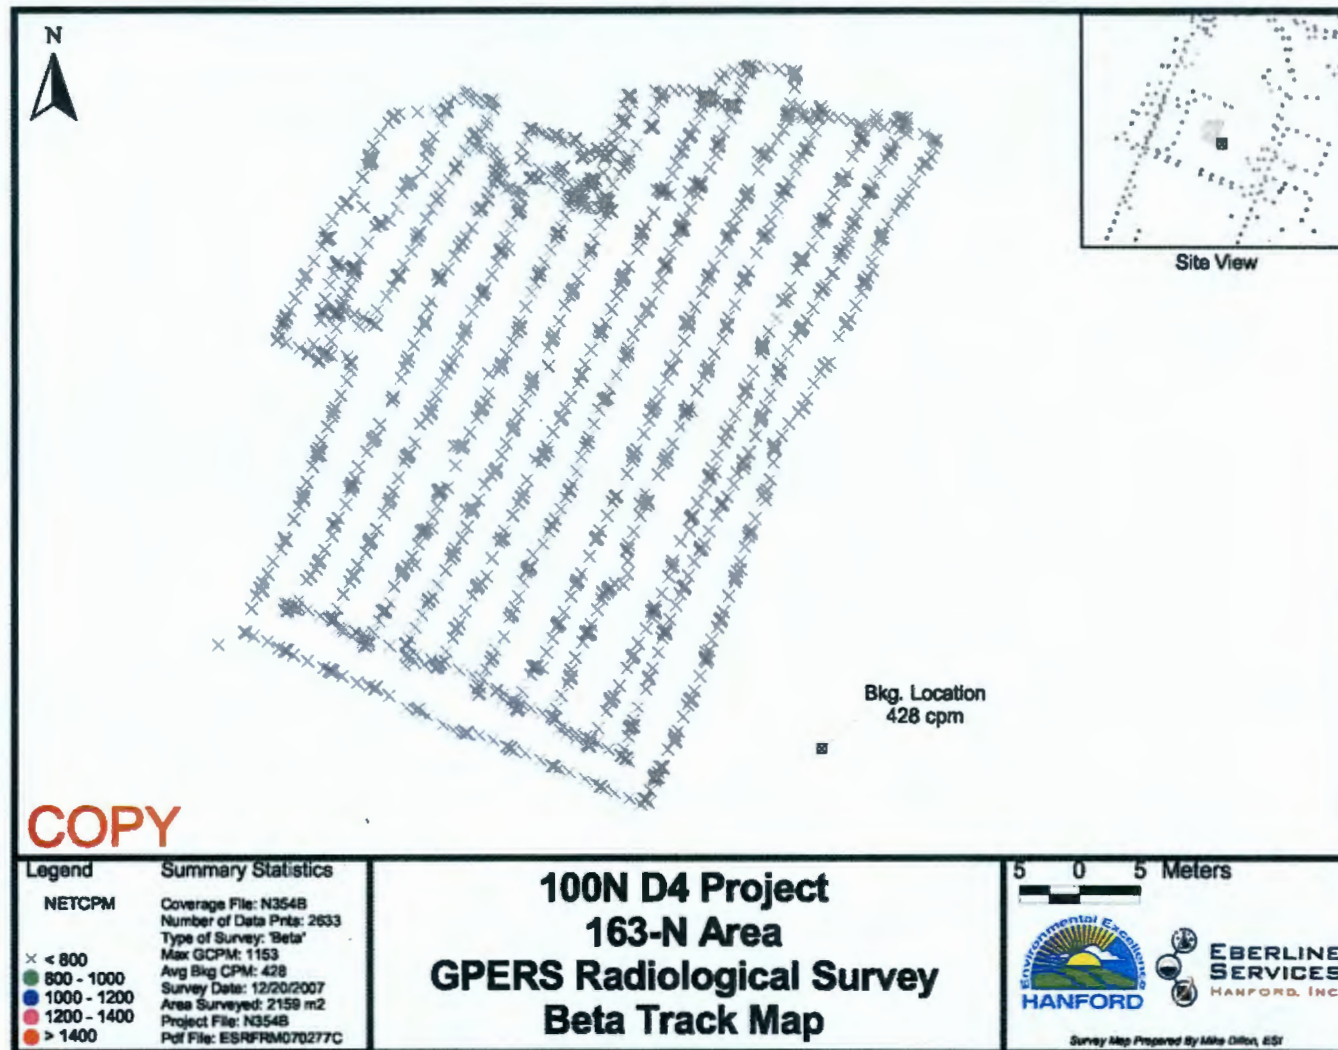 N
Site View
Bkg. Location
428 cpm
COPY
Legend
NETCPM
< 800
800 - 1000
1000 - 1200
1200 - 1400
> 1400
Summary Statistics
Coverage File: N354B
Number of Data Pnts: 2633
Type of Survey: 'Beta'
Max GCPM: 1153
Avg Bkg CPM: 428
Survey Date: 12/20/2007
Area Surveyed: 2159 m2
Project File: N354B
Pdf File: ESRFRM070277C
100N D4 Project
163-N Area
GPERS Radiological Survey
Beta Track Map
5 0 5 Meters
Environmental Excellence
HANFORD
EBERLINE
SERVICES
HANFORD, INC
Survey Map Prepared By Mike Dillon, ESI